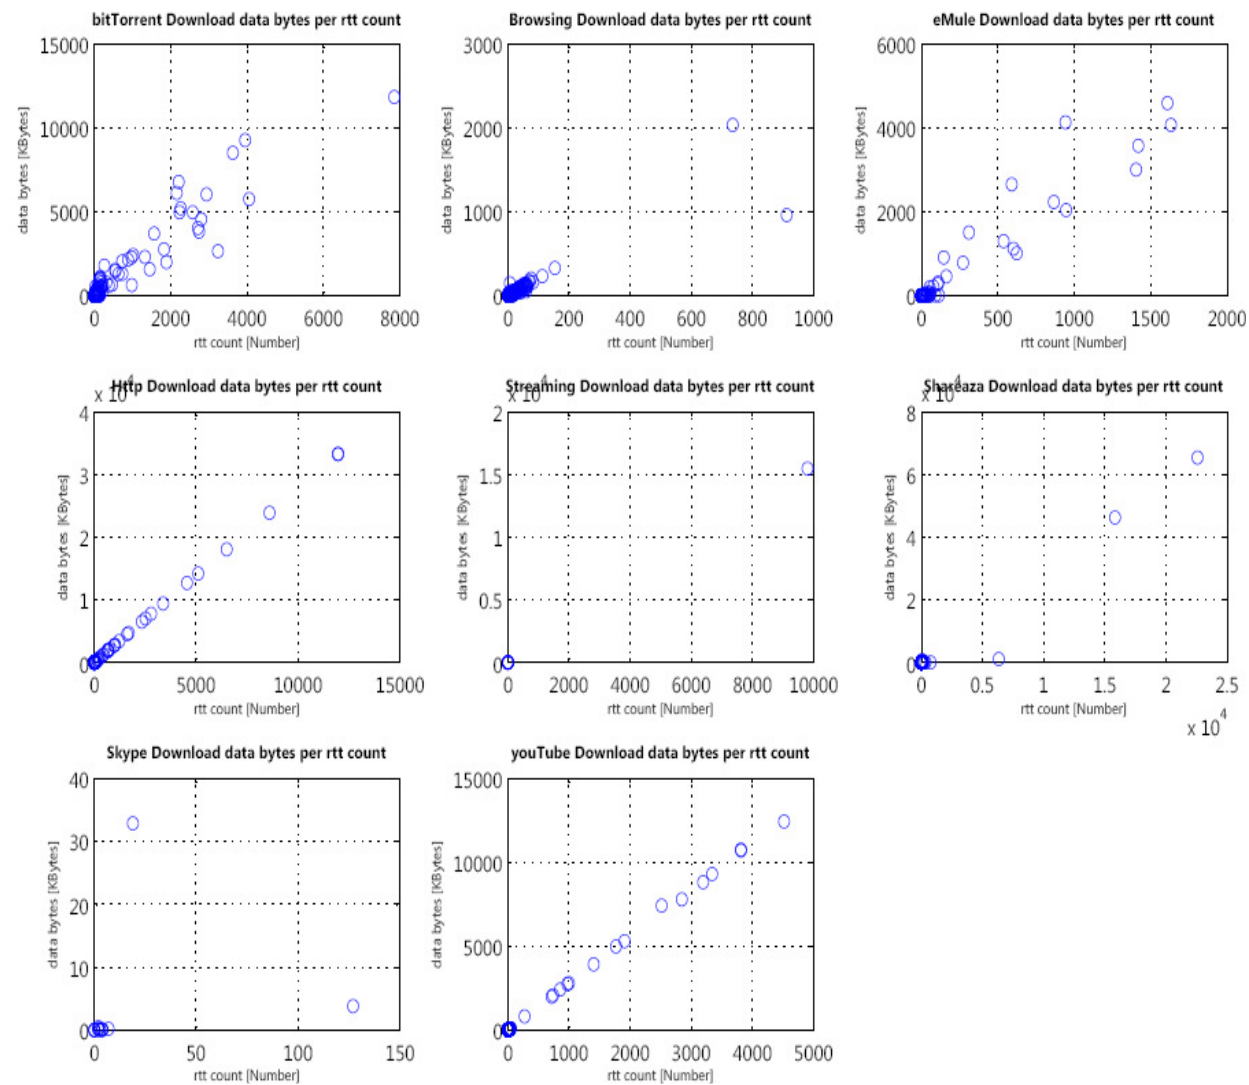 bitTorrent Download data bytes per rtt count
15000
10000
5000
0
data bytes [KBytes]
0 2000 4000 6000 8000
rtt count [Number]
Browsing Download data bytes per rtt count
3000
2000
1000
0
data bytes [KBytes]
0 200 400 600 800 1000
rtt count [Number]
eMule Download data bytes per rtt count
6000
4000
2000
0
data bytes [KBytes]
0 500 1000 1500 2000
rtt count [Number]
Http Download data bytes per rtt count
x 10^4
4
3
2
1
0
data bytes [KBytes]
0 5000 10000 15000
rtt count [Number]
Streaming Download data bytes per rtt count
x 10^4
2
1.5
1
0.5
0
data bytes [KBytes]
0 2000 4000 6000 8000 10000
rtt count [Number]
Shareaza Download data bytes per rtt count
x 10^4
8
6
4
2
0
data bytes [KBytes]
0 0.5 1 1.5 2 2.5
rtt count [Number]
x 10^4
Skype Download data bytes per rtt count
40
30
20
10
0
data bytes [KBytes]
0 50 100 150
rtt count [Number]
youTube Download data bytes per rtt count
15000
10000
5000
0
data bytes [KBytes]
0 1000 2000 3000 4000 5000
rtt count [Number]